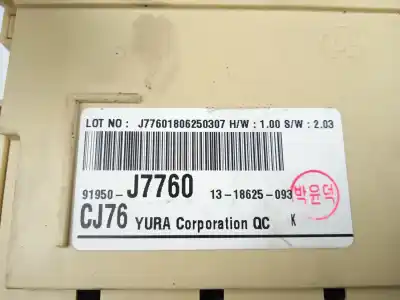 LOT NO : J77601806250307 H/W : 1.00 S/W : 2.03
91950- J7760 13-18625-093
CJ76 YURA Corporation QC K
박윤덕